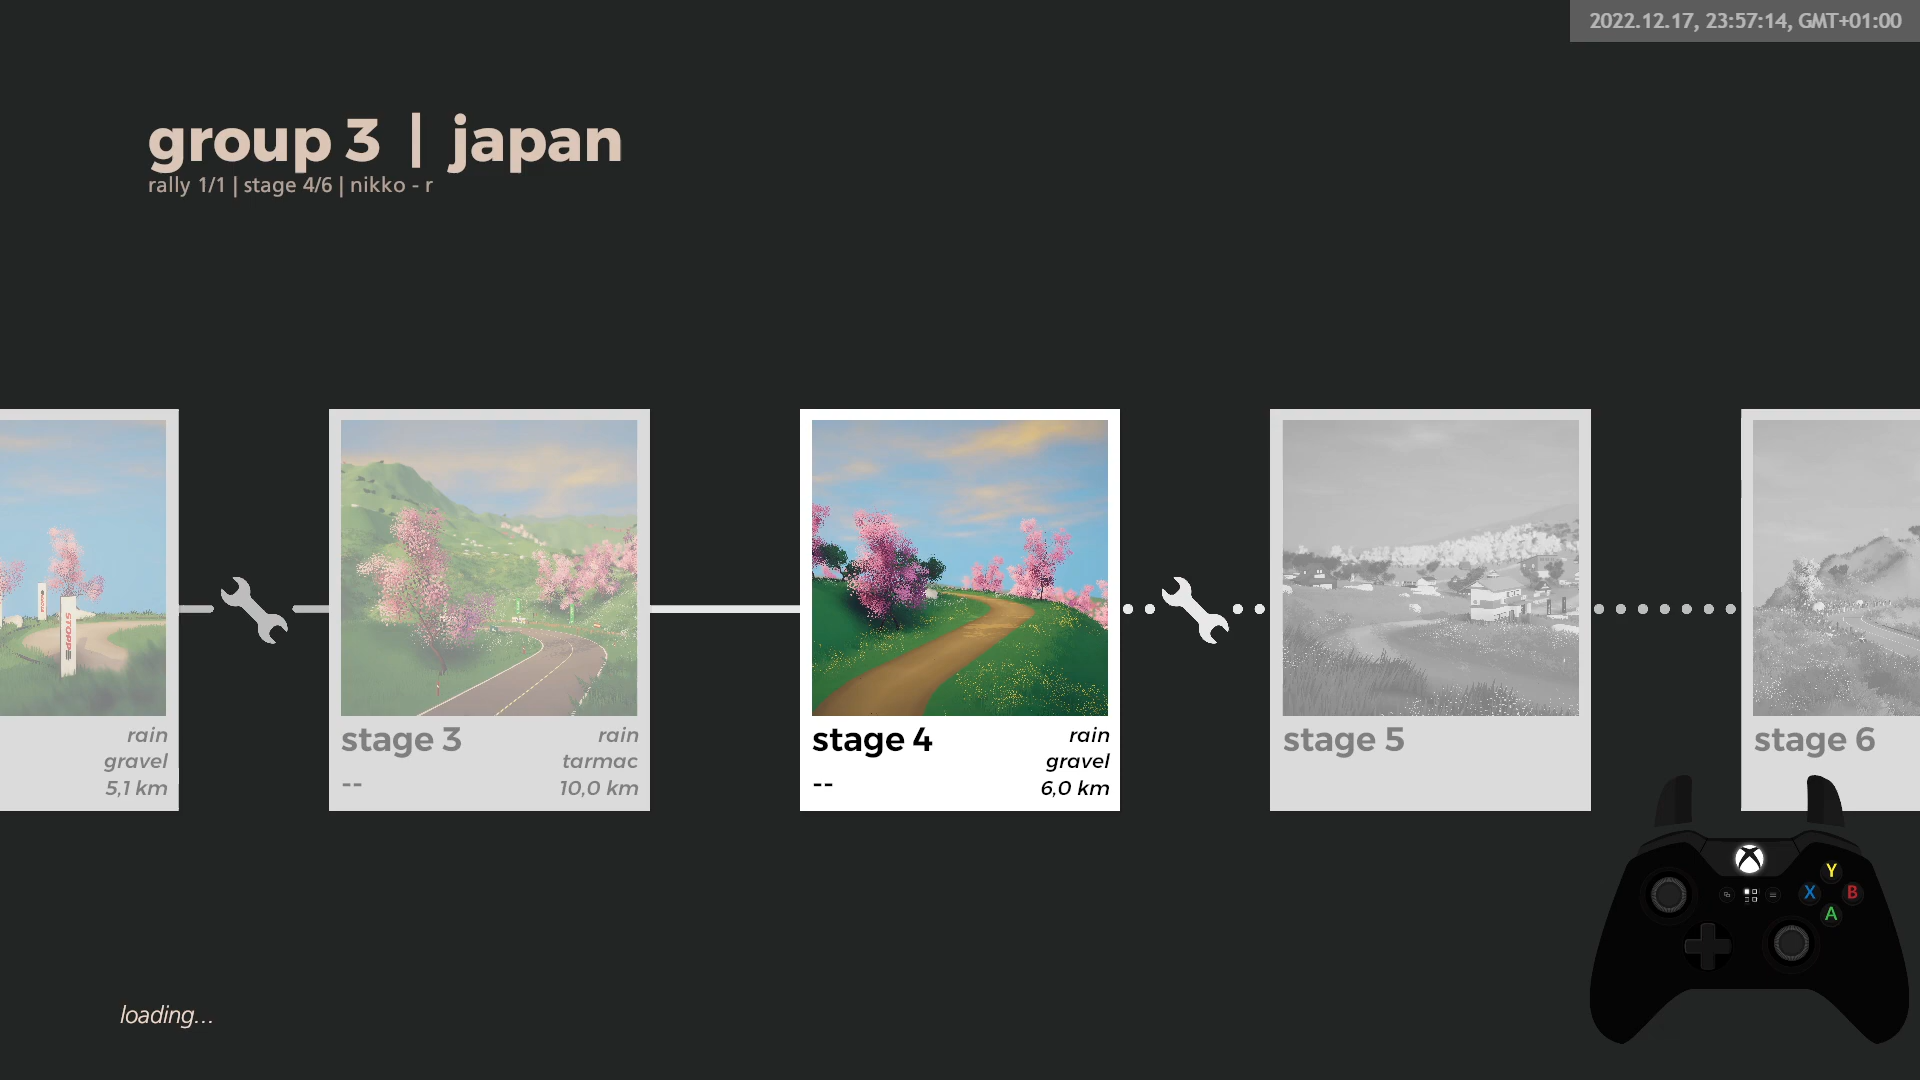 2022.12.17, 23:57:14, GMT+01:00
group 3 | japan
rally 1/1 | stage 4/6 | nikko - r
STOPPIE
rain
gravel
5,1 km
stage 3
--
rain
tarmac
10,0 km
stage 4
--
rain
gravel
6,0 km
stage 5
stage 6
Y
X
B
A
loading...